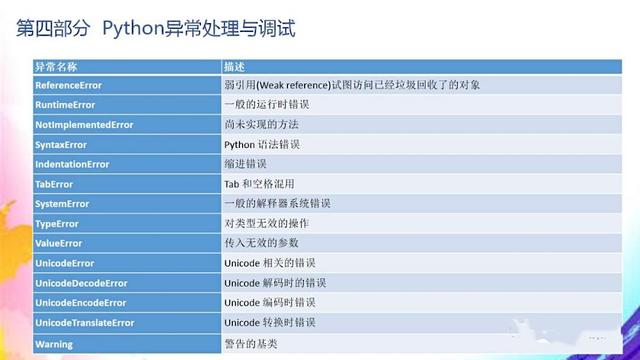 第四部分 Python异常处理与调试
异常名称 描述
ReferenceError 弱引用(Weak reference)试图访问已经垃圾回收了的对象
RuntimeError 一般的运行时错误
NotImplementedError 尚未实现的方法
SyntaxError Python 语法错误
IndentationError 缩进错误
TabError Tab 和空格混用
SystemError 一般的解释器系统错误
TypeError 对类型无效的操作
ValueError 传入无效的参数
UnicodeError Unicode 相关的错误
UnicodeDecodeError Unicode 解码时的错误
UnicodeEncodeError Unicode 编码时错误
UnicodeTranslateError Unicode 转换时错误
Warning 警告的基类